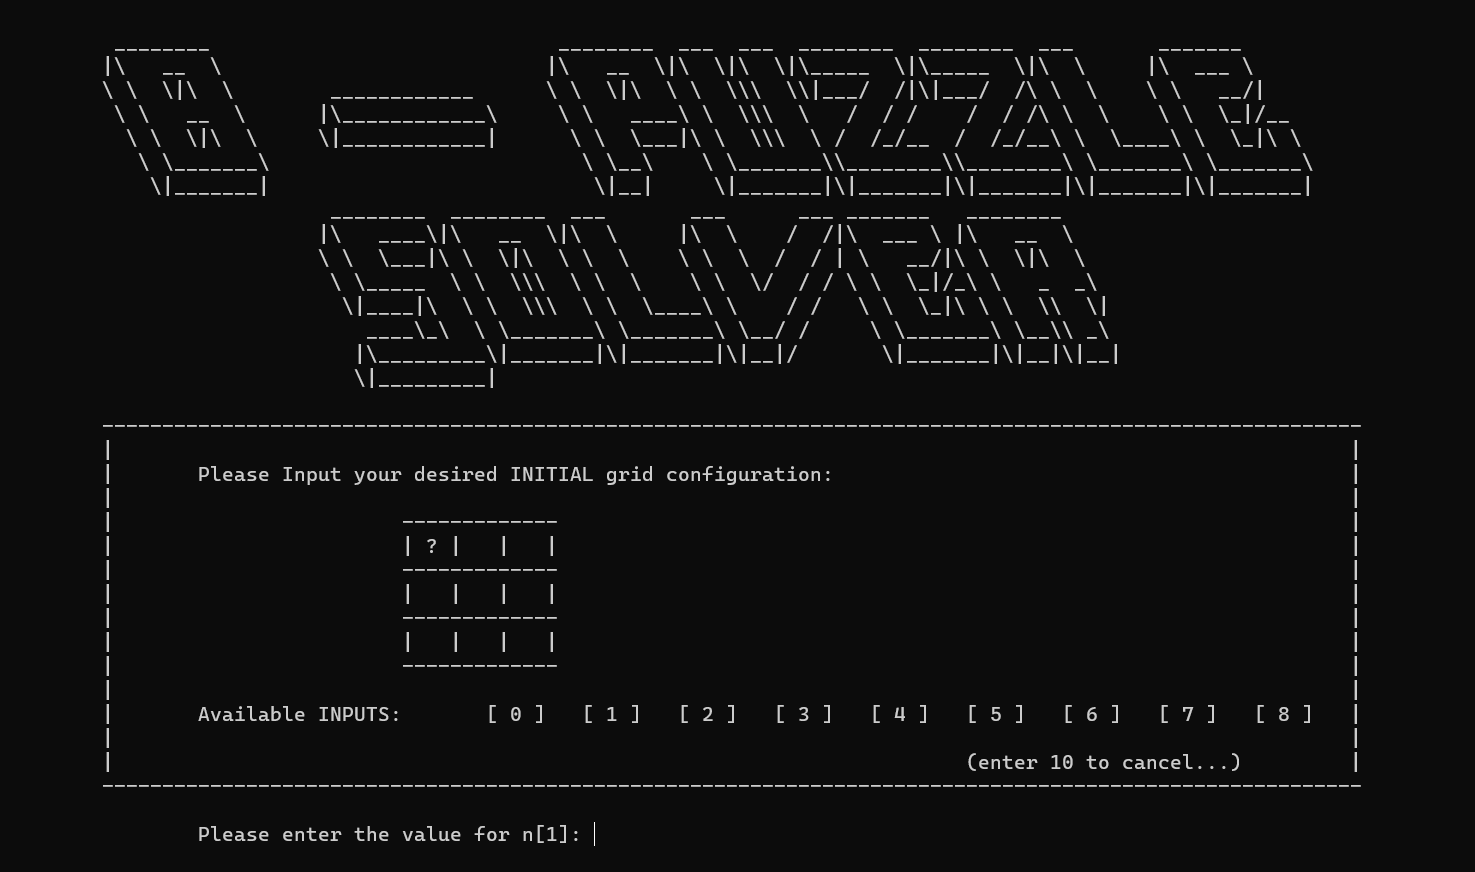 8 - PUZZLE
SOLVER
Please Input your desired INITIAL grid configuration:
?
Available INPUTS: [ 0 ] [ 1 ] [ 2 ] [ 3 ] [ 4 ] [ 5 ] [ 6 ] [ 7 ] [ 8 ]
(enter 10 to cancel...)
Please enter the value for n[1]: